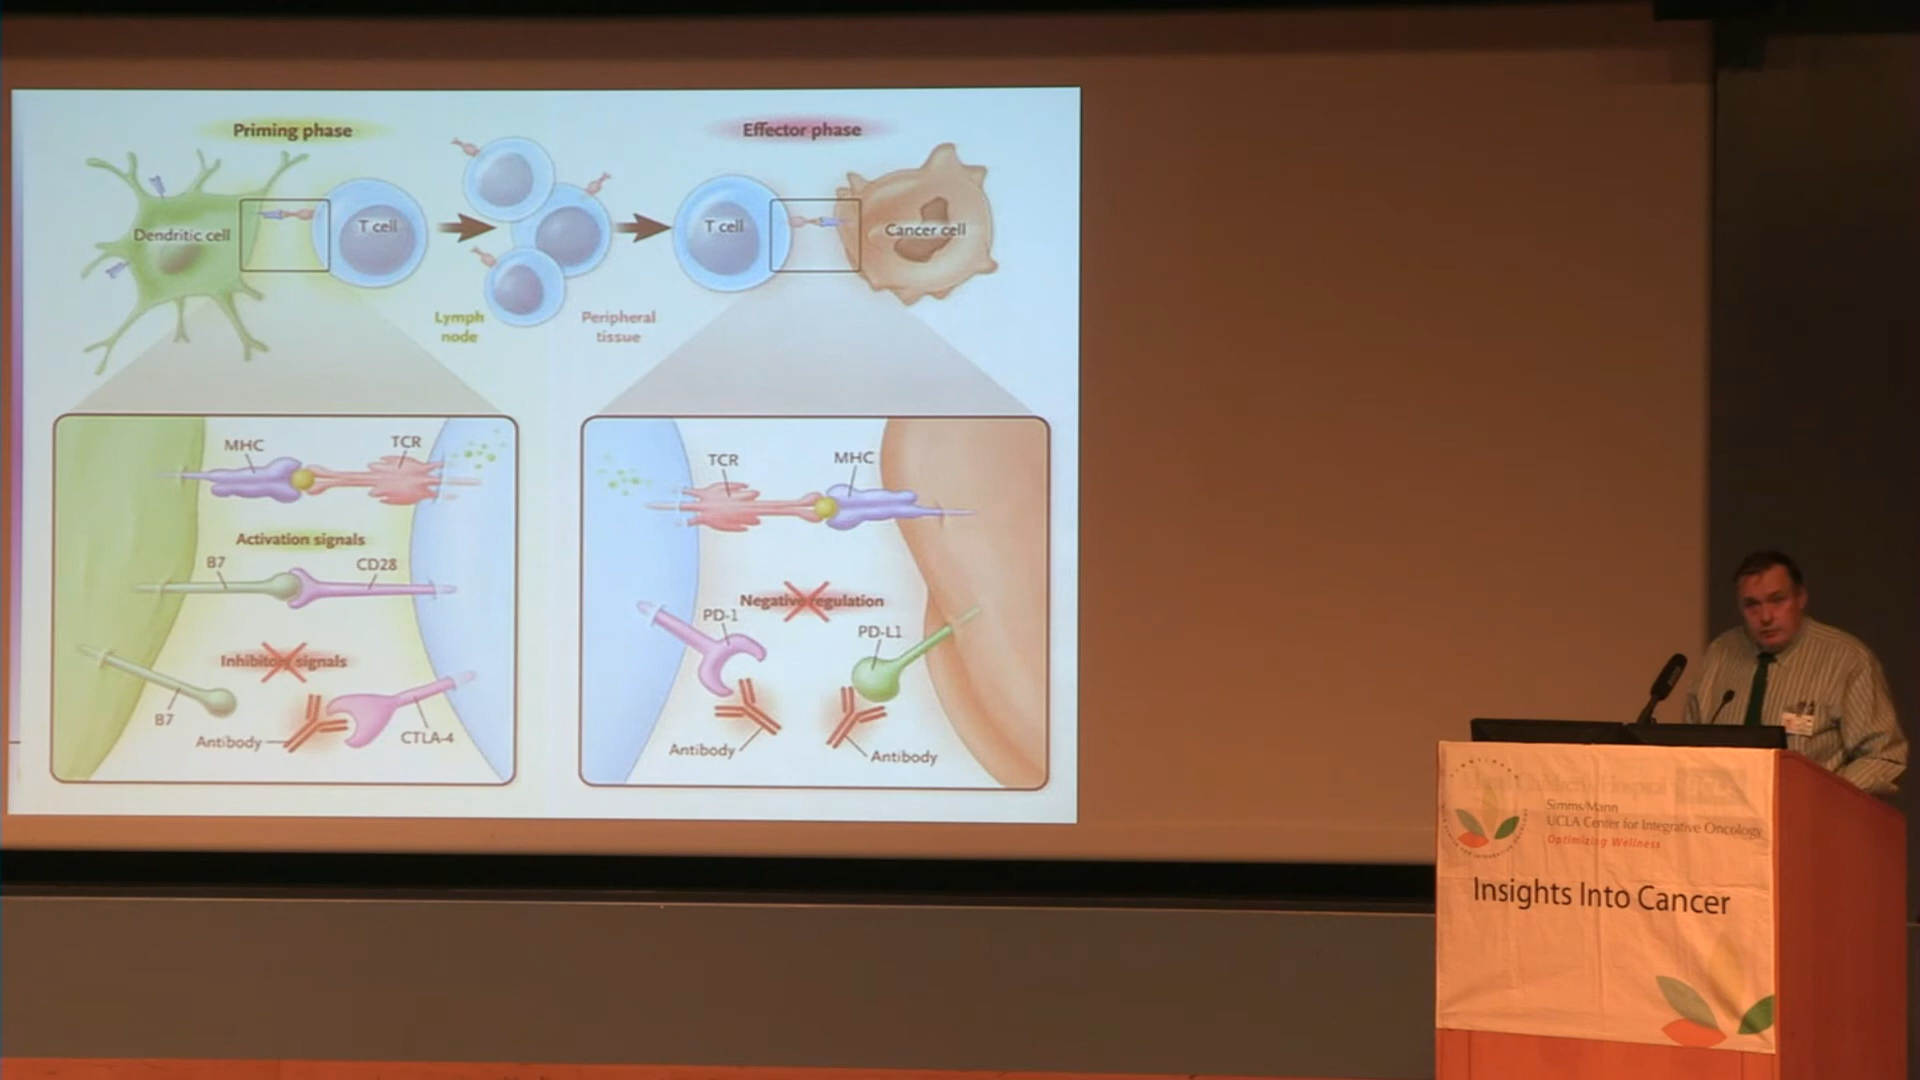 Priming phase
Effector phase
Dendritic cell
T cell
T cell
Cancer cell
Lymph
node
Peripheral
tissue
MHC
TCR
Activation signals
B7
CD28
Inhibitory signals
B7
Antibody
CTLA-4
TCR
MHC
Negative regulation
PD-1
PD-L1
Antibody
Antibody
Simms/Mann
UCLA Center for Integrative Oncology
Optimizing Wellness
Insights Into Cancer